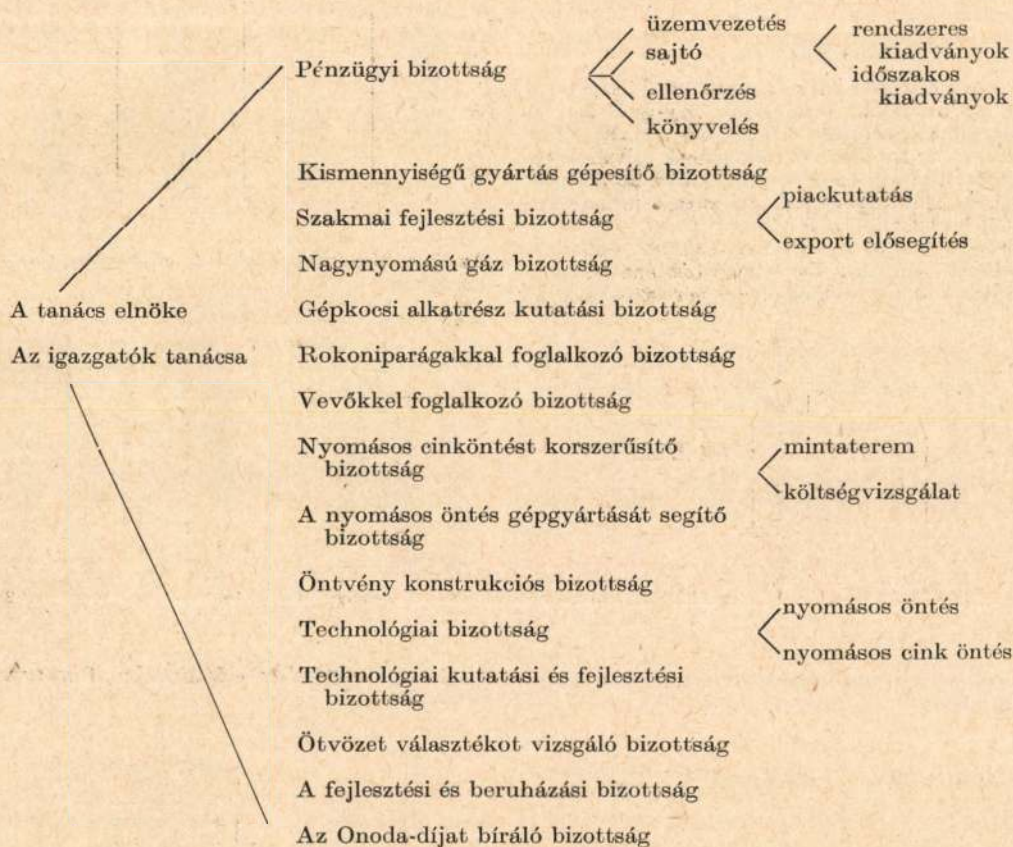 Pénzügyi bizottság
üzemvezetés
sajtó
ellenőrzés
könyvelés
rendszeres
kiadványok
időszakos
kiadványok
Kismennyiségű gyártás gépesítő bizottság
Szakmai fejlesztési bizottság
piackutatás
export elősegítés
Nagynyomású gáz bizottság
A tanács elnöke
Gépkocsi alkatrész kutatási bizottság
Az igazgatók tanácsa
Rokoniparágakkal foglalkozó bizottság
Vevőkkel foglalkozó bizottság
Nyomásos cinköntést korszerűsítő
bizottság
mintaterem
költségvizsgálat
A nyomásos öntés gépgyártását segítő
bizottság
Öntvény konstrukciós bizottság
Technológiai bizottság
nyomásos öntés
nyomásos cink öntés
Technológiai kutatási és fejlesztési
bizottság
Ötvözet választékot vizsgáló bizottság
A fejlesztési és beruházási bizottság
Az Onoda-díjat bíráló bizottság